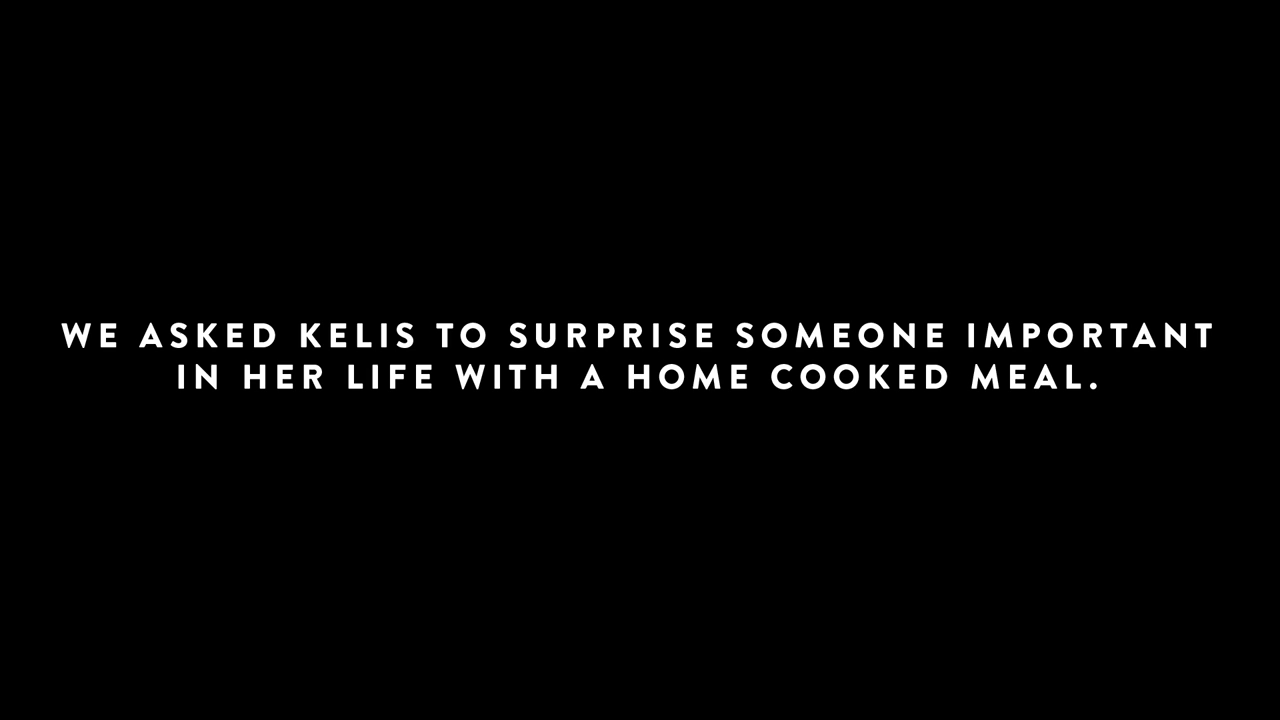 WE ASKED KELIS TO SURPRISE SOMEONE IMPORTANT
IN HER LIFE WITH A HOME COOKED MEAL.